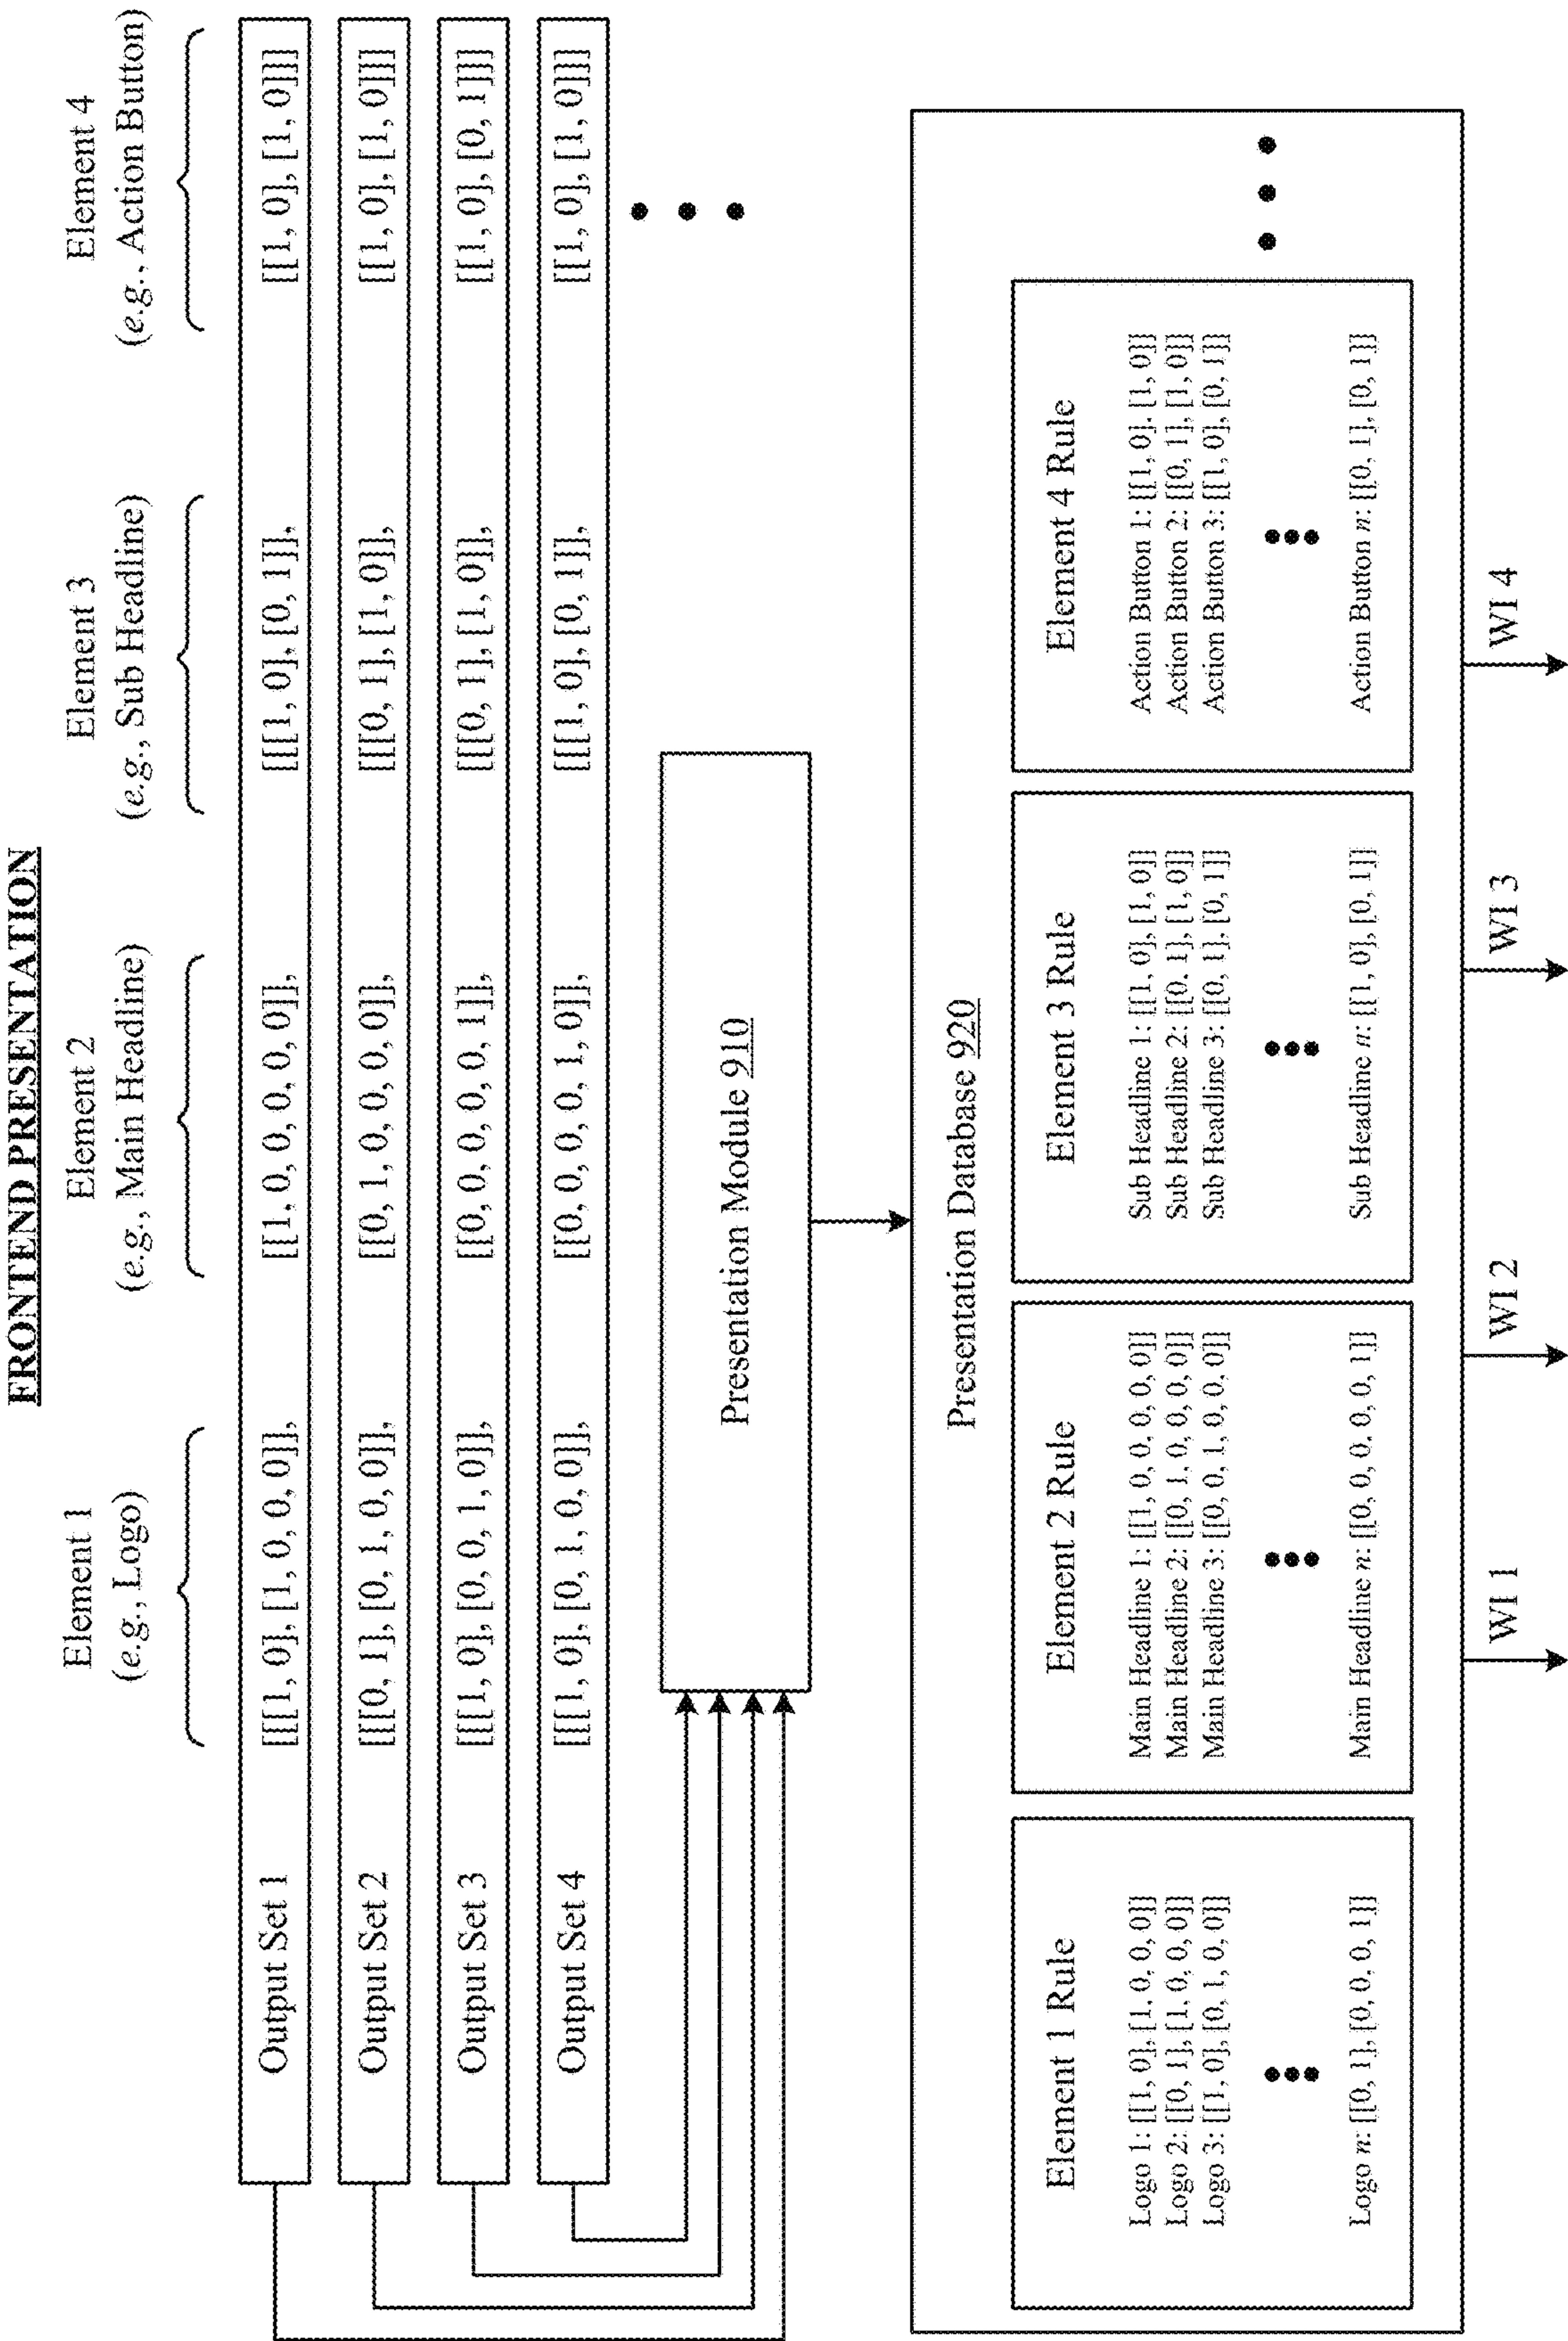 FRONTEND PRESENTATION
Element 1
(e.g., Logo)
Element 2
(e.g., Main Headline)
Element 3
(e.g., Sub Headline)
Element 4
(e.g., Action Button)
Output Set 1 [[[[1, 0], [1, 0, 0, 0]], [[1, 0, 0, 0, 0, 0]], [[[[1, 0], [0, 1]], [[1, 0], [1, 0]]]]
Output Set 2 [[[[0, 1], [0, 1, 0, 0]], [[0, 1, 0, 0, 0, 0]], [[[[0, 1], [1, 0]], [[1, 0], [1, 0]]]]
Output Set 3 [[[[1, 0], [0, 0, 1, 0]], [[0, 0, 0, 0, 0, 1]], [[[[0, 1], [1, 0]], [[1, 0], [0, 1]]]]
Output Set 4 [[[[1, 0], [0, 1, 0, 0]], [[0, 0, 0, 0, 1, 0]], [[[[1, 0], [0, 1]], [[1, 0], [1, 0]]]]
Presentation Module 910
Presentation Database 920
Element 1 Rule
Logo 1: [[1, 0], [1, 0, 0, 0]]
Logo 2: [[0, 1], [1, 0, 0, 0]]
Logo 3: [[1, 0], [0, 1, 0, 0]]
Logo n: [[0, 1], [0, 0, 0, 1]]
Element 2 Rule
Main Headline 1: [[1, 0, 0, 0, 0, 0]]
Main Headline 2: [[0, 1, 0, 0, 0, 0]]
Main Headline 3: [[0, 0, 1, 0, 0, 0]]
Main Headline n: [[0, 0, 0, 0, 0, 1]]
Element 3 Rule
Sub Headline 1: [[1, 0], [1, 0]]
Sub Headline 2: [[0, 1], [1, 0]]
Sub Headline 3: [[0, 1], [0, 1]]
Sub Headline n: [[1, 0], [0, 1]]
Element 4 Rule
Action Button 1: [[1, 0], [1, 0]]
Action Button 2: [[0, 1], [1, 0]]
Action Button 3: [[1, 0], [0, 1]]
Action Button n: [[0, 1], [0, 1]]
WI 1
WI 2
WI 3
WI 4